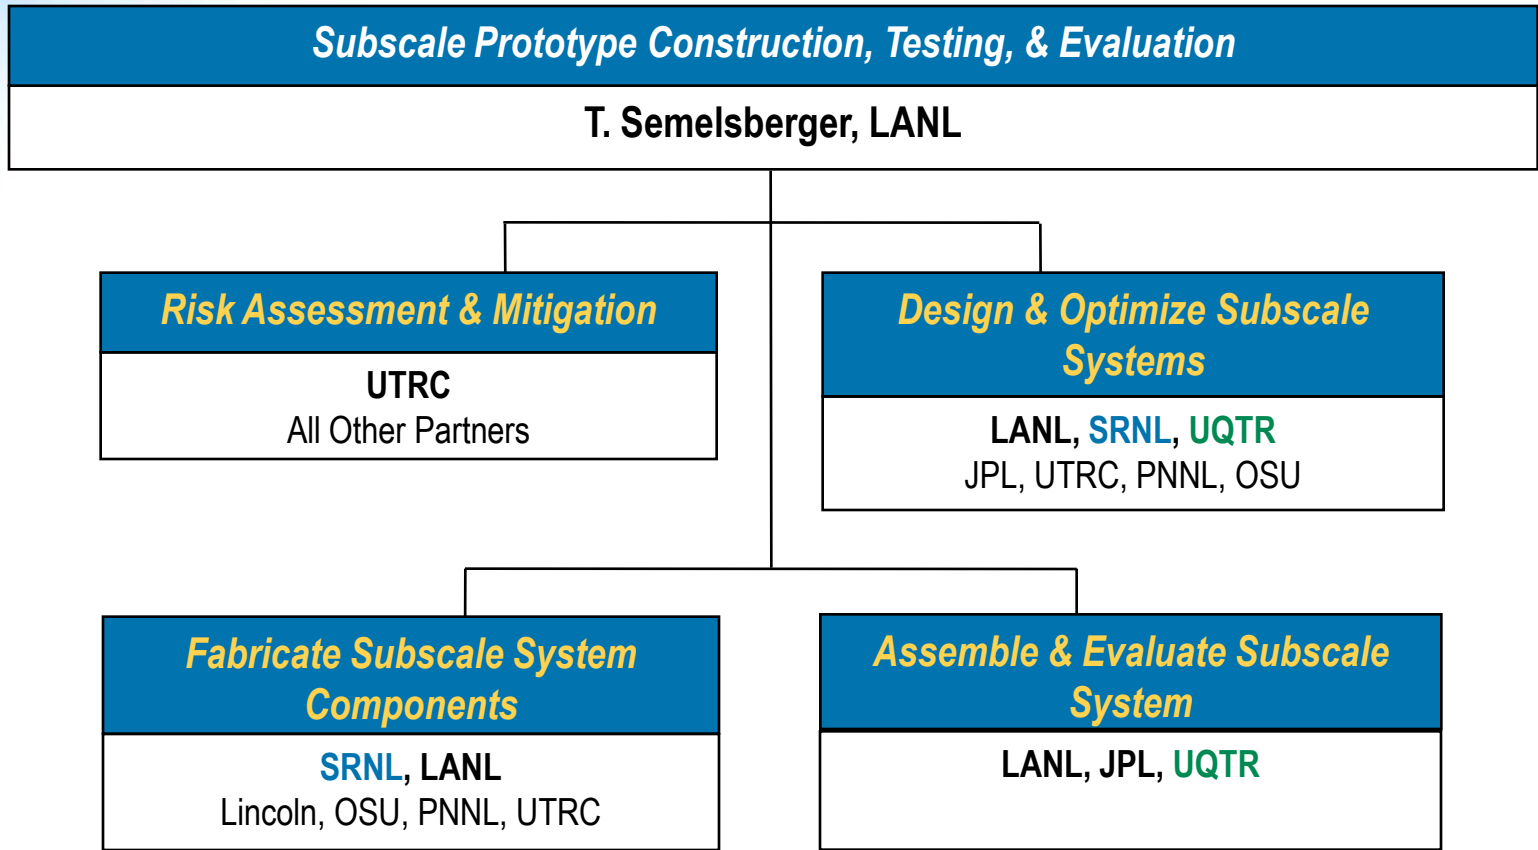 Subscale Prototype Construction, Testing, & Evaluation
T. Semelsberger, LANL
Risk Assessment & Mitigation
UTRC
All Other Partners
Design & Optimize Subscale
Systems
LANL, SRNL, UQTR
JPL, UTRC, PNNL, OSU
Fabricate Subscale System
Components
SRNL, LANL
Lincoln, OSU, PNNL, UTRC
Assemble & Evaluate Subscale
System
LANL, JPL, UQTR